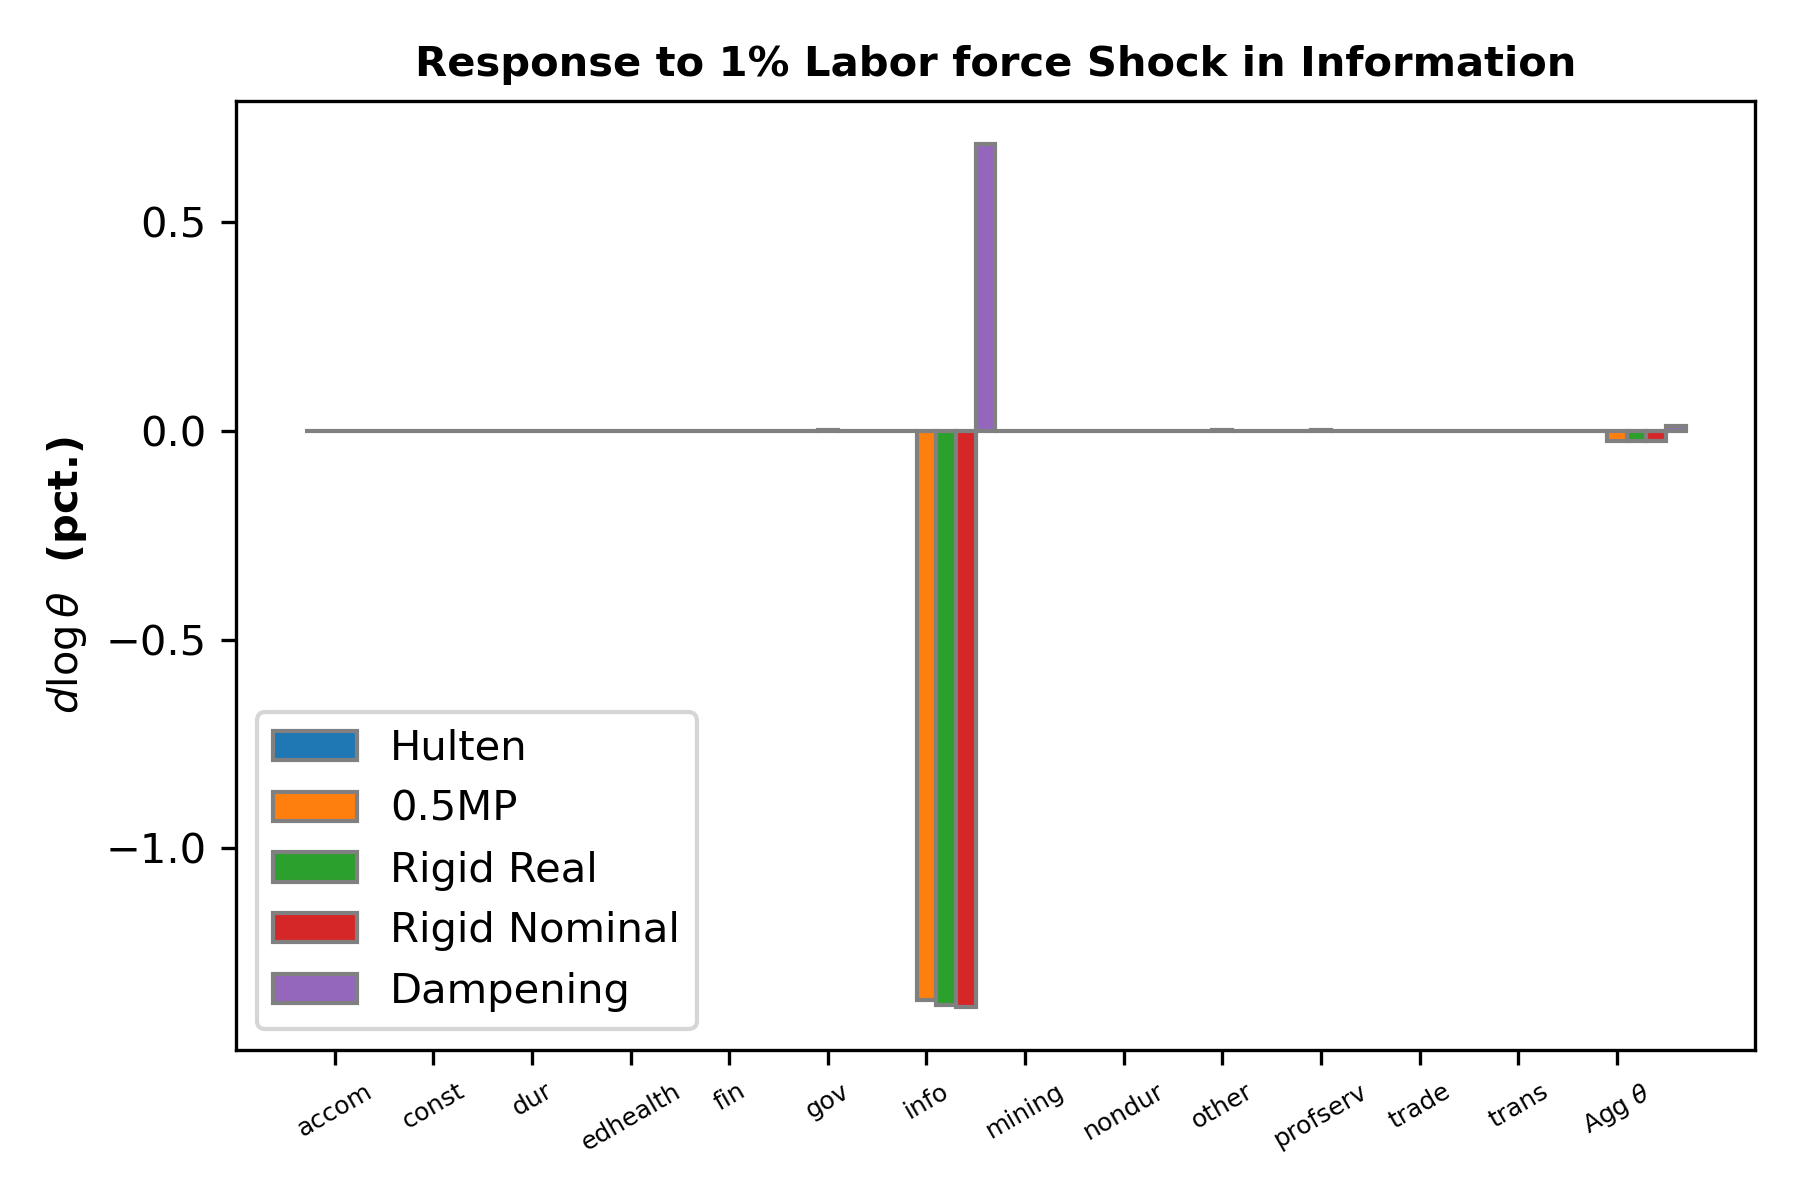 Response to 1% Labor force Shock in Information
dlog θ (pct.)
0.5
0.0
−0.5
−1.0
Hulten
0.5MP
Rigid Real
Rigid Nominal
Dampening
accom const dur edhealth fin gov info mining nondur other profserv trade trans Agg θ